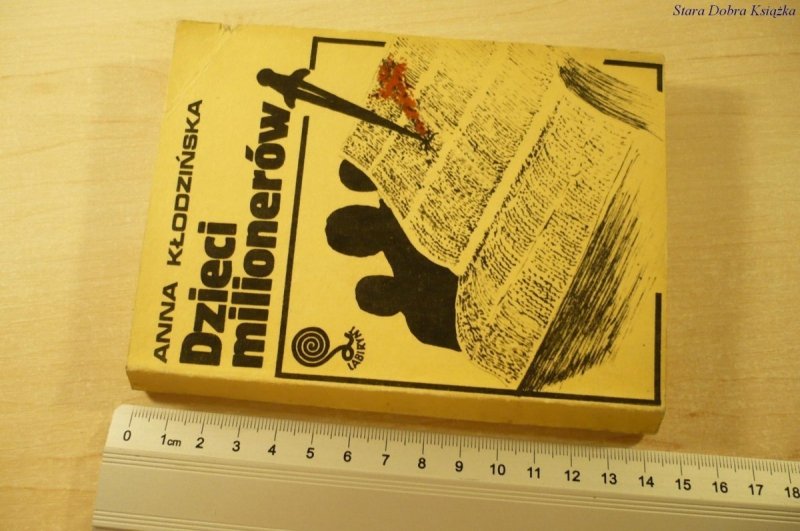 Stara Dobra Książka
ANNA KŁODZIŃSKA
Dzieci
milionerów
LABIRYNT
0 1cm 2 3 4 5 6 7 8 9 10 11 12 13 14 15 16 17 18